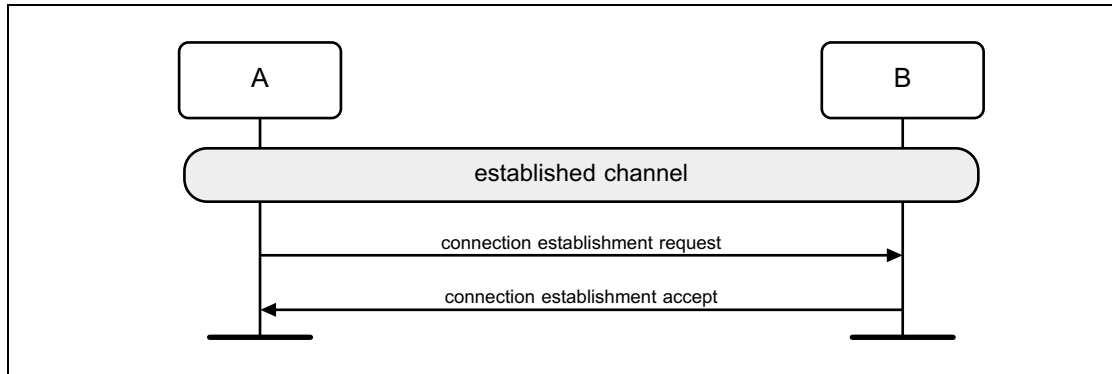 A
B
established channel
connection establishment request
connection establishment accept